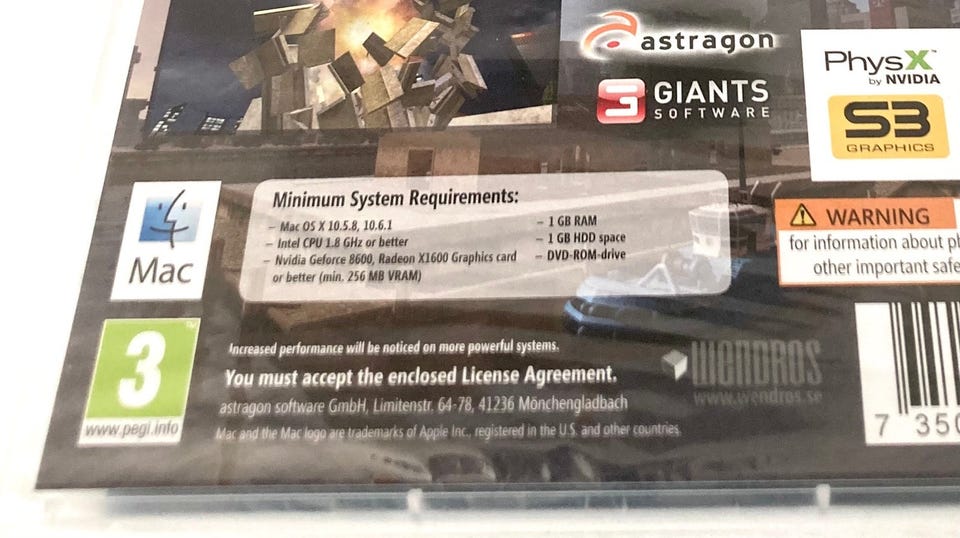 astragon
GIANTS
SOFTWARE
PhysX™
by NVIDIA
S3
GRAPHICS
Mac
Minimum System Requirements:
– Mac OS X 10.5.8, 10.6.1
– Intel CPU 1.8 GHz or better
– Nvidia Geforce 8600, Radeon X1600 Graphics card
or better (min. 256 MB VRAM)
– 1 GB RAM
– 1 GB HDD space
– DVD-ROM-drive
WARNING
for information about
other important
3
www.pegi.info
Increased performance will be noticed on more powerful systems.
You must accept the enclosed License Agreement.
astragon software GmbH, Limitenstr. 64-78, 41236 Mönchengladbach
Mac and the Mac logo are trademarks of Apple Inc., registered in the U.S. and other countries.
WENDROS
www.wendros.se
7 350